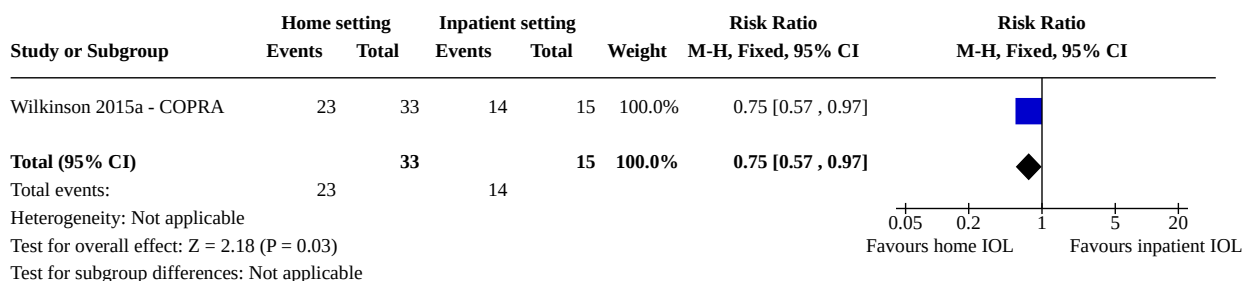 Home setting Inpatient setting Risk Ratio Risk Ratio
Study or Subgroup Events Total Events Total Weight M-H, Fixed, 95% CI M-H, Fixed, 95% CI
Wilkinson 2015a - COPRA 23 33 14 15 100.0% 0.75 [0.57 , 0.97]
Total (95% CI) 33 15 100.0% 0.75 [0.57 , 0.97]
Total events: 23 14
Heterogeneity: Not applicable
0.05 0.2 1 5 20
Test for overall effect: Z = 2.18 (P = 0.03) Favours home IOL Favours inpatient IOL
Test for subgroup differences: Not applicable